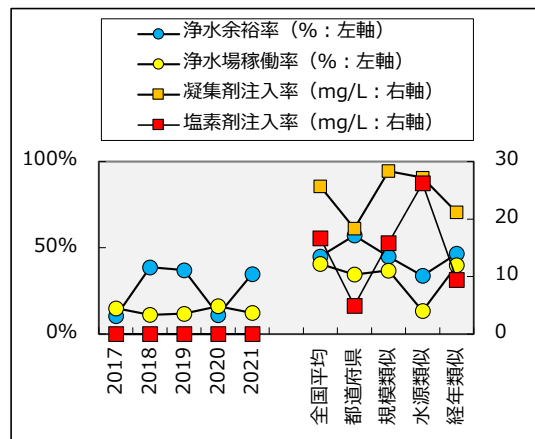 浄水余裕率（%：左軸）
浄水場稼働率（%：左軸）
凝集剤注入率（mg/L：右軸）
塩素剤注入率（mg/L：右軸）
100%
50%
0%
30
20
10
0
2017
2018
2019
2020
2021
全国平均
都道府県
規模類似
水源類似
経年類似